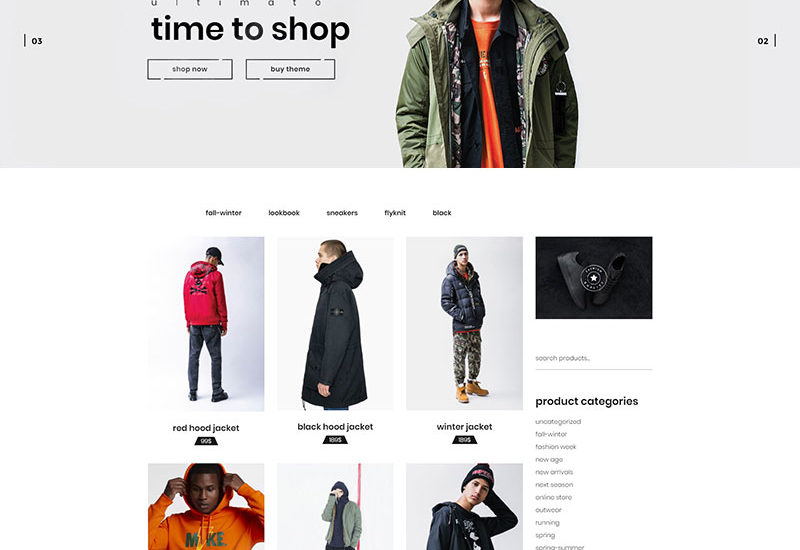 ultimato
time to shop
03
02
shop now
buy theme
fall-winter
lookbook
sneakers
flyknit
black
search products..
product categories
uncategorized
fall-winter
fashion week
new age
new arrivals
next season
online store
outwear
running
spring
spring-summer
red hood jacket
99$
black hood jacket
189$
winter jacket
189$